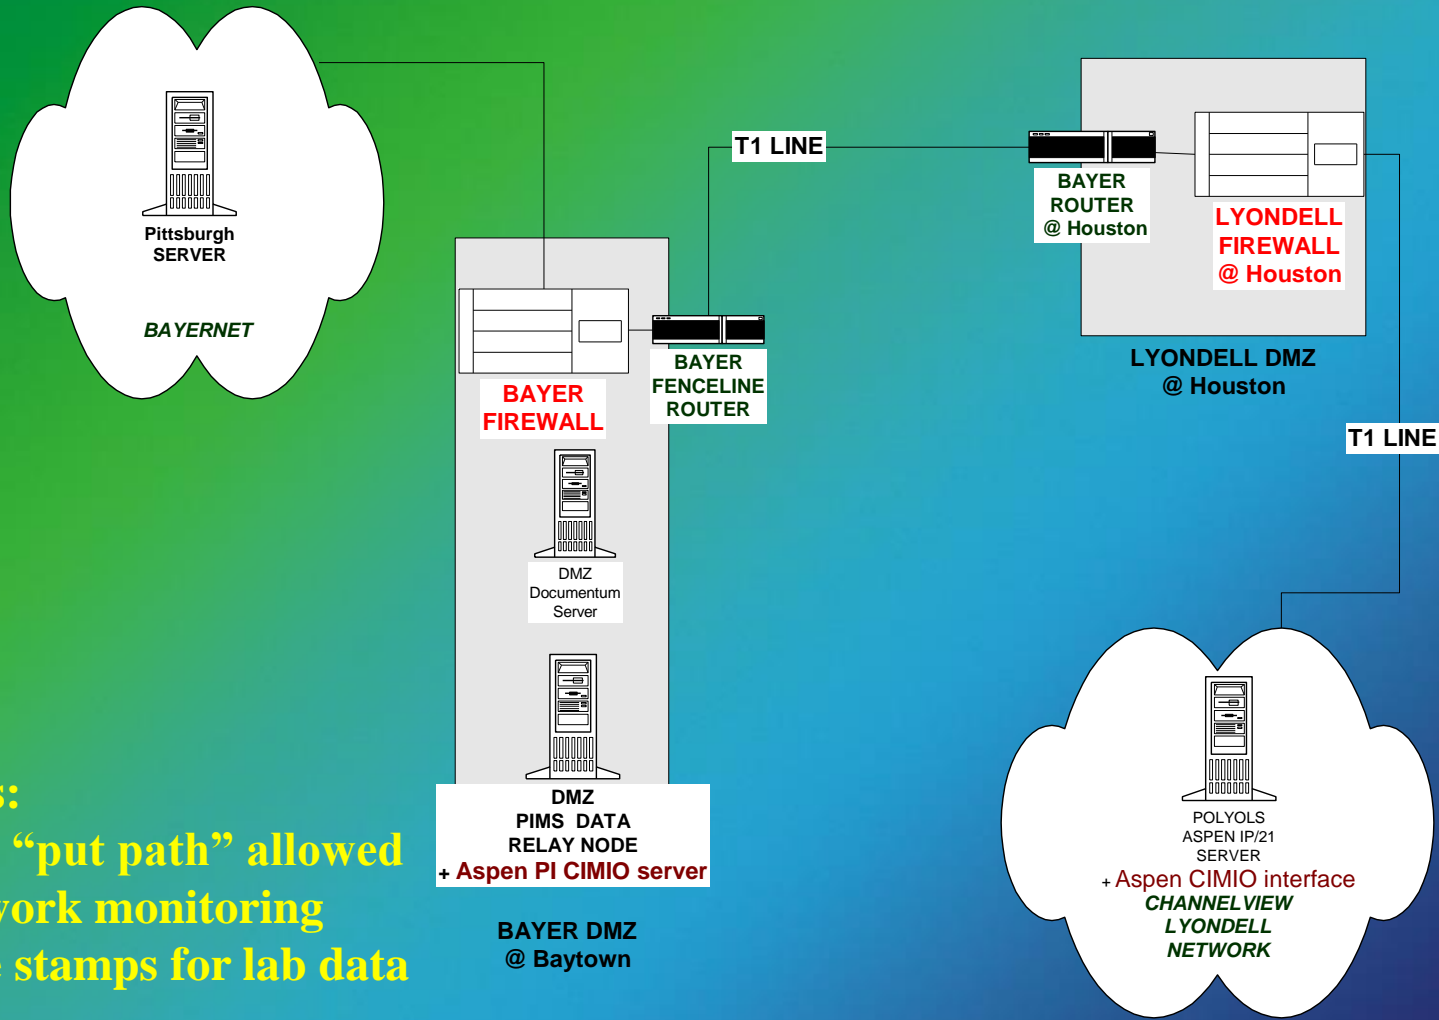 Pittsburgh
SERVER
BAYERNET
T1 LINE
BAYER
ROUTER
@ Houston
LYONDELL
FIREWALL
@ Houston
LYONDELL DMZ
@ Houston
T1 LINE
BAYER
FIREWALL
BAYER
FENCELINE
ROUTER
DMZ
Documentum
Server
DMZ
PIMS DATA
RELAY NODE
+ Aspen PI CIMIO server
BAYER DMZ
@ Baytown
POLYOLS
ASPEN IP/21
SERVER
+ Aspen CIMIO interface
CHANNELVIEW
LYONDELL
NETWORK
“put path” allowed
monitoring
stamps for lab data